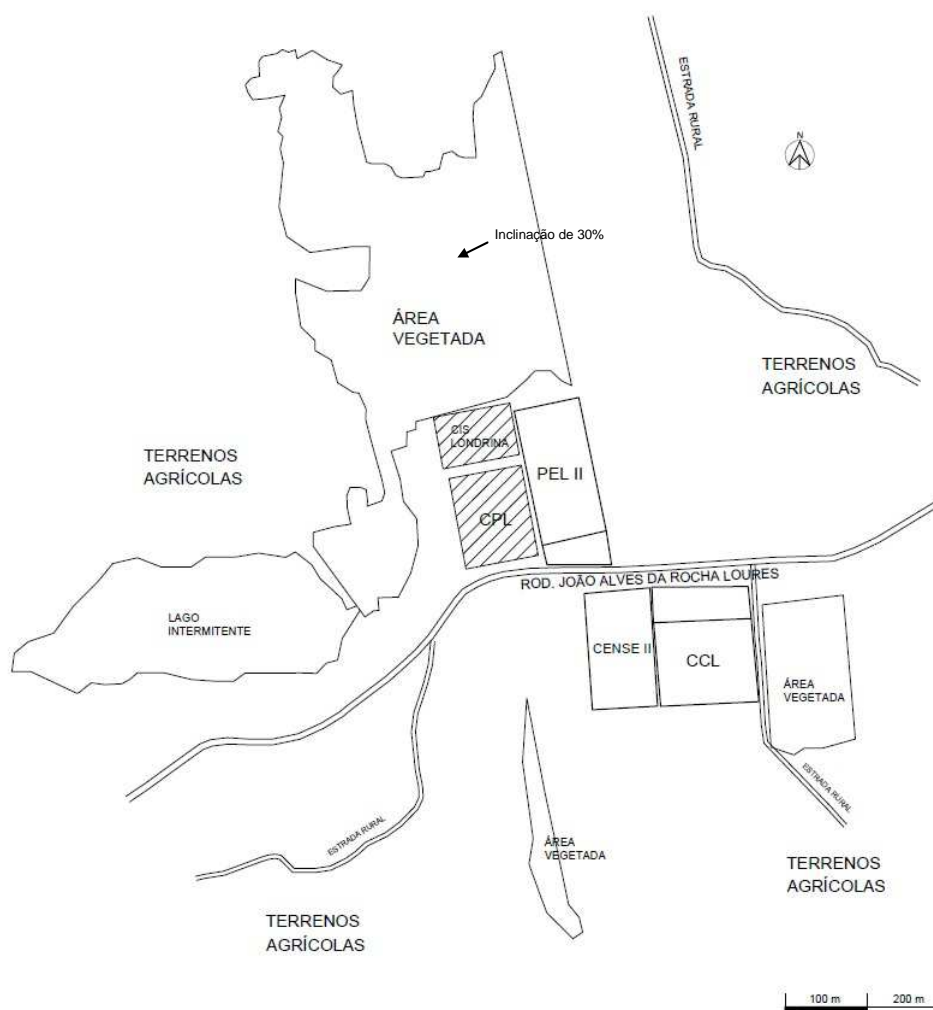 ESTRADA RURAL
N
Inclinação de 30%
ÁREA
VEGETADA
TERRENOS
AGRÍCOLAS
CIS
LONDRINA
PEL II
TERRENOS
AGRÍCOLAS
CPL
ROD. JOÃO ALVES DA ROCHA LOURES
LAGO
INTERMITENTE
CENSE II
CCL
ÁREA
VEGETADA
ESTRADA RURAL
ESTRADA RURAL
ÁREA
VEGETADA
TERRENOS
AGRÍCOLAS
TERRENOS
AGRÍCOLAS
100 m
200 m